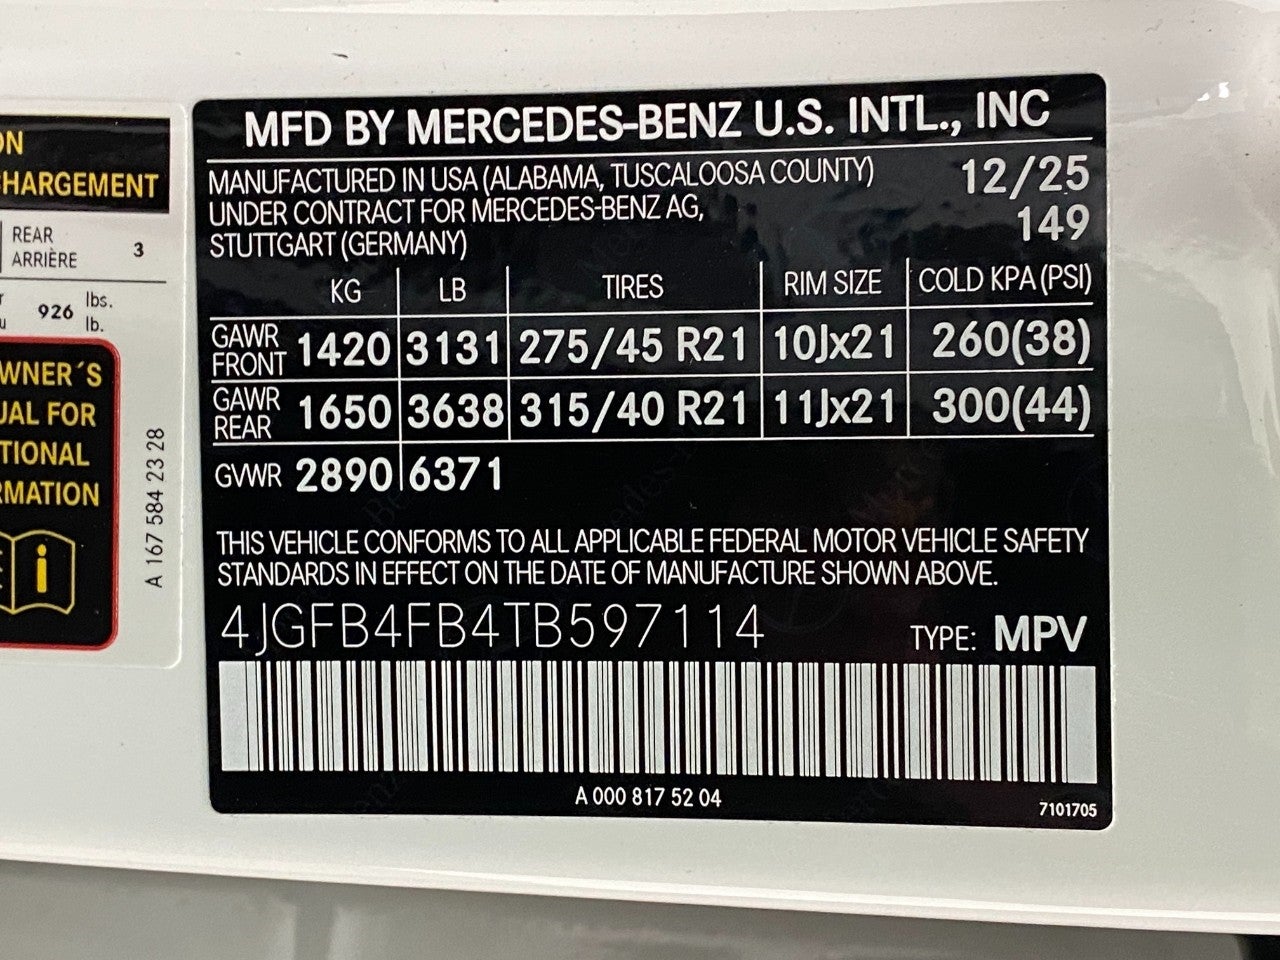 ON
CHARGEMENT
REAR
ARRIÈRE 3
926 lbs.
lb.
WNER´S
UAL FOR
TIONAL
RMATION
i
A 167 584 23 28
MFD BY MERCEDES-BENZ U.S. INTL., INC
MANUFACTURED IN USA (ALABAMA, TUSCALOOSA COUNTY) 12/25
UNDER CONTRACT FOR MERCEDES-BENZ AG, 149
STUTTGART (GERMANY)
KG LB TIRES RIM SIZE COLD KPA (PSI)
GAWR FRONT 1420 3131 275/45 R21 10Jx21 260(38)
GAWR REAR 1650 3638 315/40 R21 11Jx21 300(44)
GVWR 2890 6371
THIS VEHICLE CONFORMS TO ALL APPLICABLE FEDERAL MOTOR VEHICLE SAFETY
STANDARDS IN EFFECT ON THE DATE OF MANUFACTURE SHOWN ABOVE.
4JGFB4FB4TB597114 TYPE: MPV
A 000 817 52 04
7101705